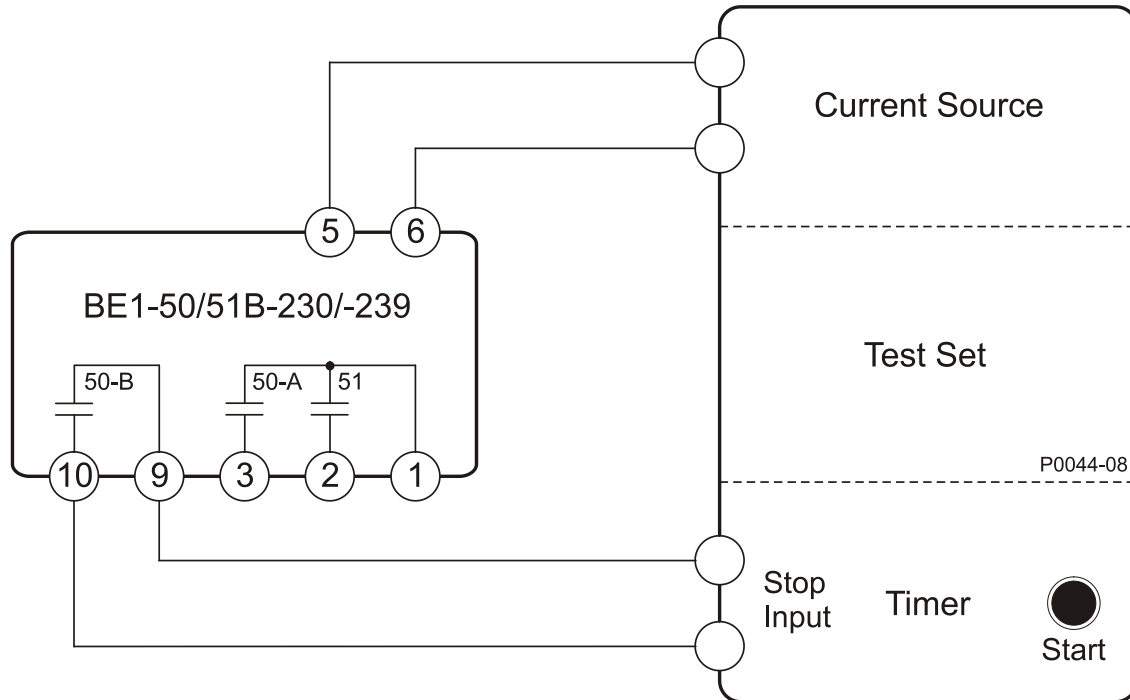 Current Source
5
6
BE1-50/51B-230/-239
50-B
50-A
51
Test Set
10
9
3
2
1
P0044-08
Stop
Input
Timer
Start